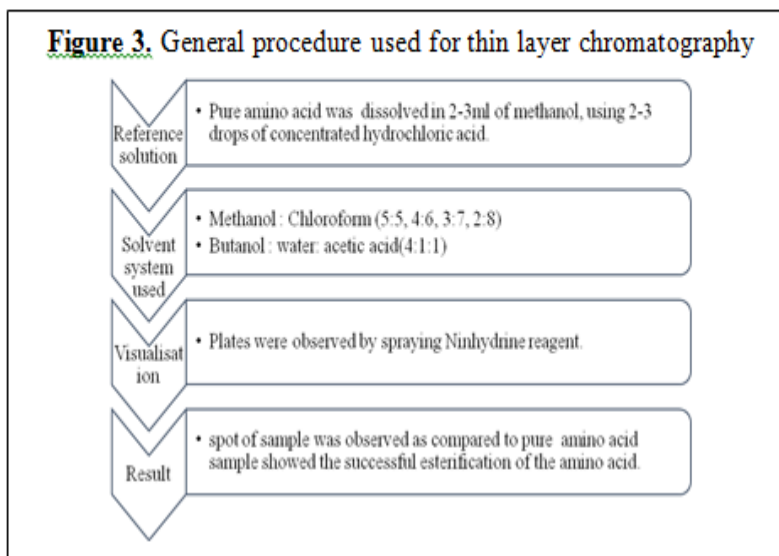 Figure 3. General procedure used for thin layer chromatography
Reference
solution
• Pure amino acid was dissolved in 2-3ml of methanol, using 2-3
drops of concentrated hydrochloric acid.
Solvent
system
used
• Methanol : Chloroform (5:5, 4:6, 3:7, 2:8)
• Butanol : water: acetic acid(4:1:1)
Visualisat
ion
• Plates were observed by spraying Ninhydrine reagent.
Result
• spot of sample was observed as compared to pure amino acid
sample showed the successful esterification of the amino acid.